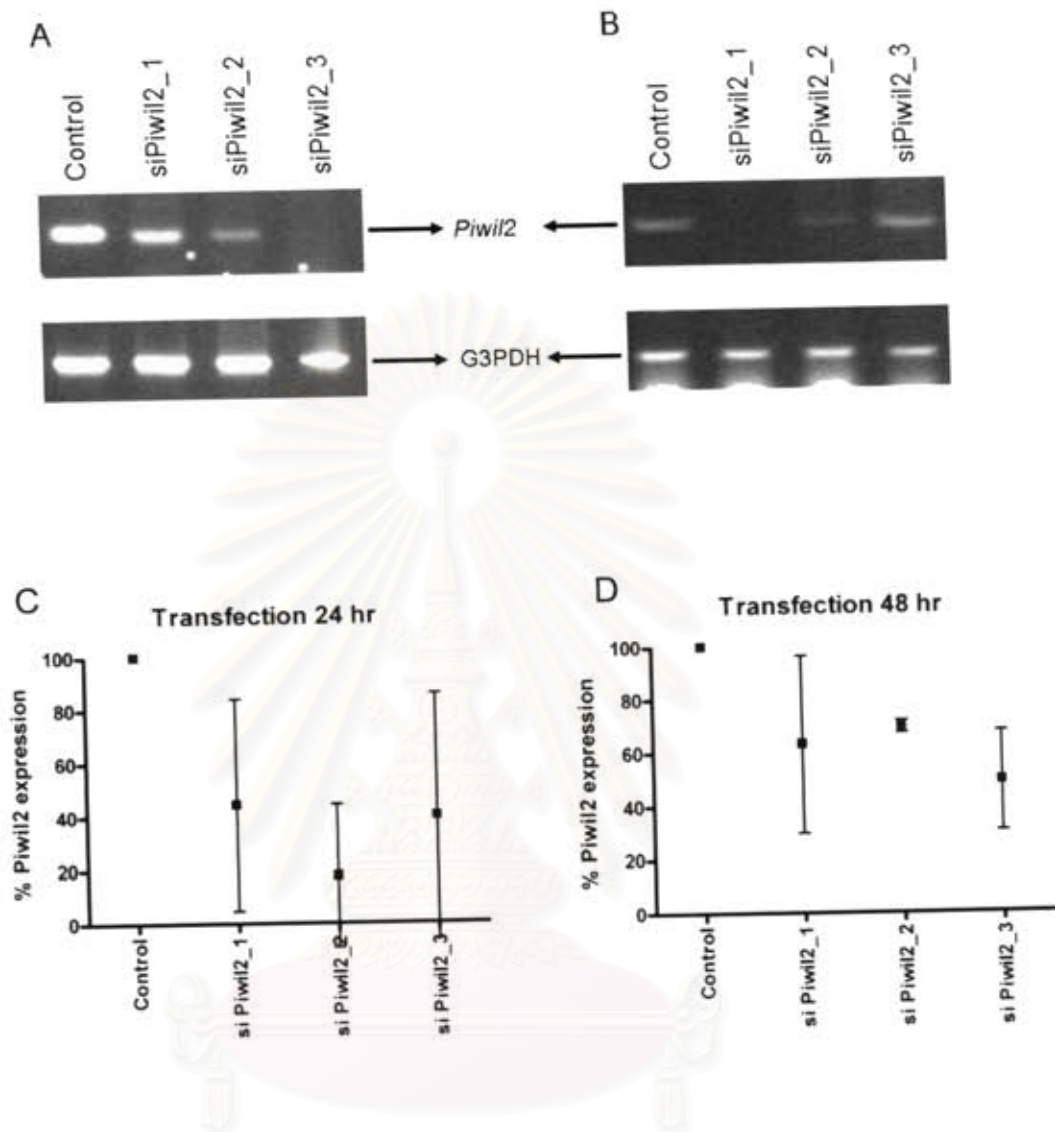 A
Control
siPiwil2_1
siPiwil2_2
siPiwil2_3
B
Control
siPiwil2_1
siPiwil2_2
siPiwil2_3
Piwil2
G3PDH
C
Transfection 24 hr
% Piwil2 expression
100
80
60
40
20
0
Control
si Piwil2_1
si Piwil2_2
si Piwil2_3
D
Transfection 48 hr
% Piwil2 expression
100
80
60
40
20
0
Control
si Piwil2_1
si Piwil2_2
si Piwil2_3